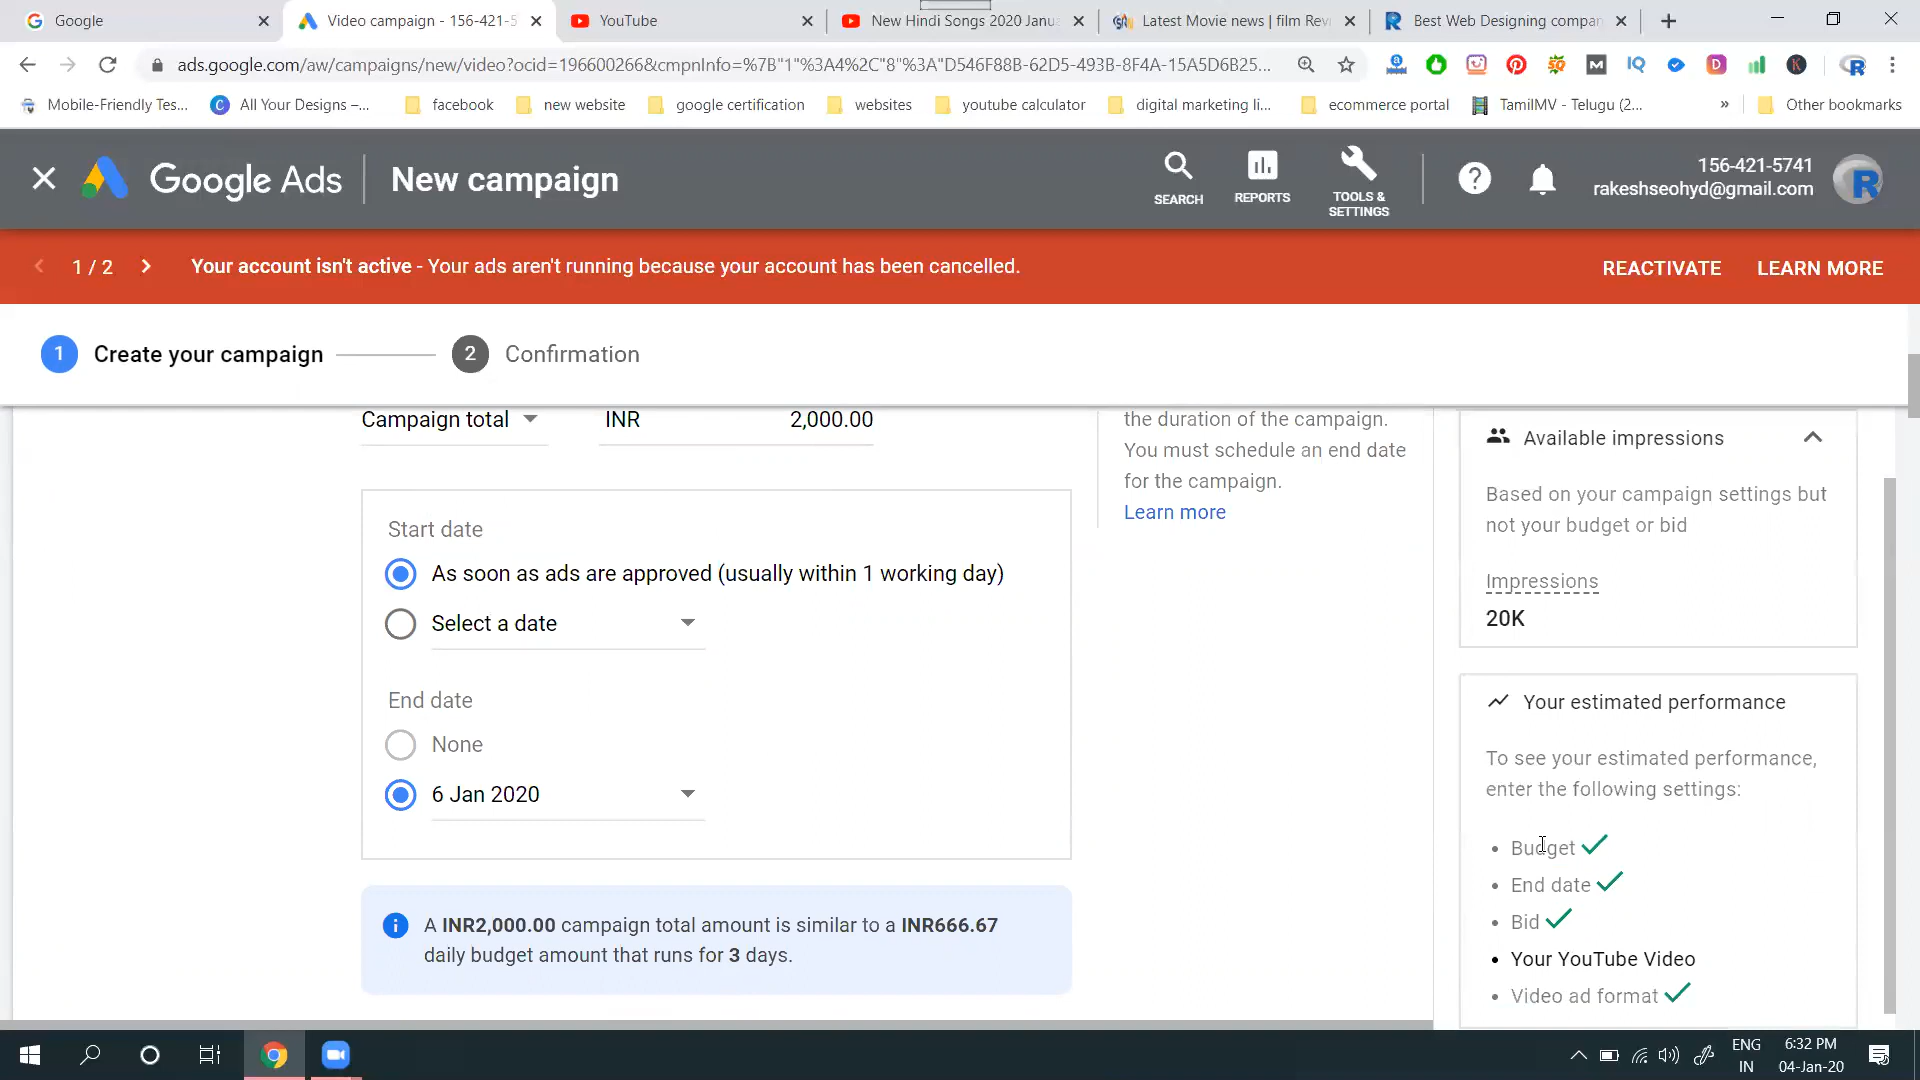 Google
Video campaign - 156-421-5
YouTube
New Hindi Songs 2020 Janu
Latest Movie news | film Rev
Best Web Designing compan
ads.google.com/aw/campaigns/new/video?ocid=196600266&cmpnInfo=%7B"1"%3A4%2C"8"%3A"D546F88B-62D5-493B-8F4A-15A5D6B25...
Mobile-Friendly Tes...
All Your Designs –...
facebook
new website
google certification
websites
youtube calculator
digital marketing li...
ecommerce portal
TamilMV - Telugu (2...
»
Other bookmarks
Google Ads
New campaign
SEARCH
REPORTS
TOOLS &
SETTINGS
156-421-5741
rakeshseohyd@gmail.com
1 / 2
Your account isn't active - Your ads aren't running because your account has been cancelled.
REACTIVATE
LEARN MORE
1 Create your campaign
2 Confirmation
Campaign total
INR 2,000.00
the duration of the campaign.
You must schedule an end date
for the campaign.
Learn more
Start date
As soon as ads are approved (usually within 1 working day)
Select a date
End date
None
6 Jan 2020
A INR2,000.00 campaign total amount is similar to a INR666.67
daily budget amount that runs for 3 days.
Available impressions
Based on your campaign settings but
not your budget or bid
Impressions
20K
Your estimated performance
To see your estimated performance,
enter the following settings:
• Budget
• End date
• Bid
• Your YouTube Video
• Video ad format
ENG
IN
6:32 PM
04-Jan-20